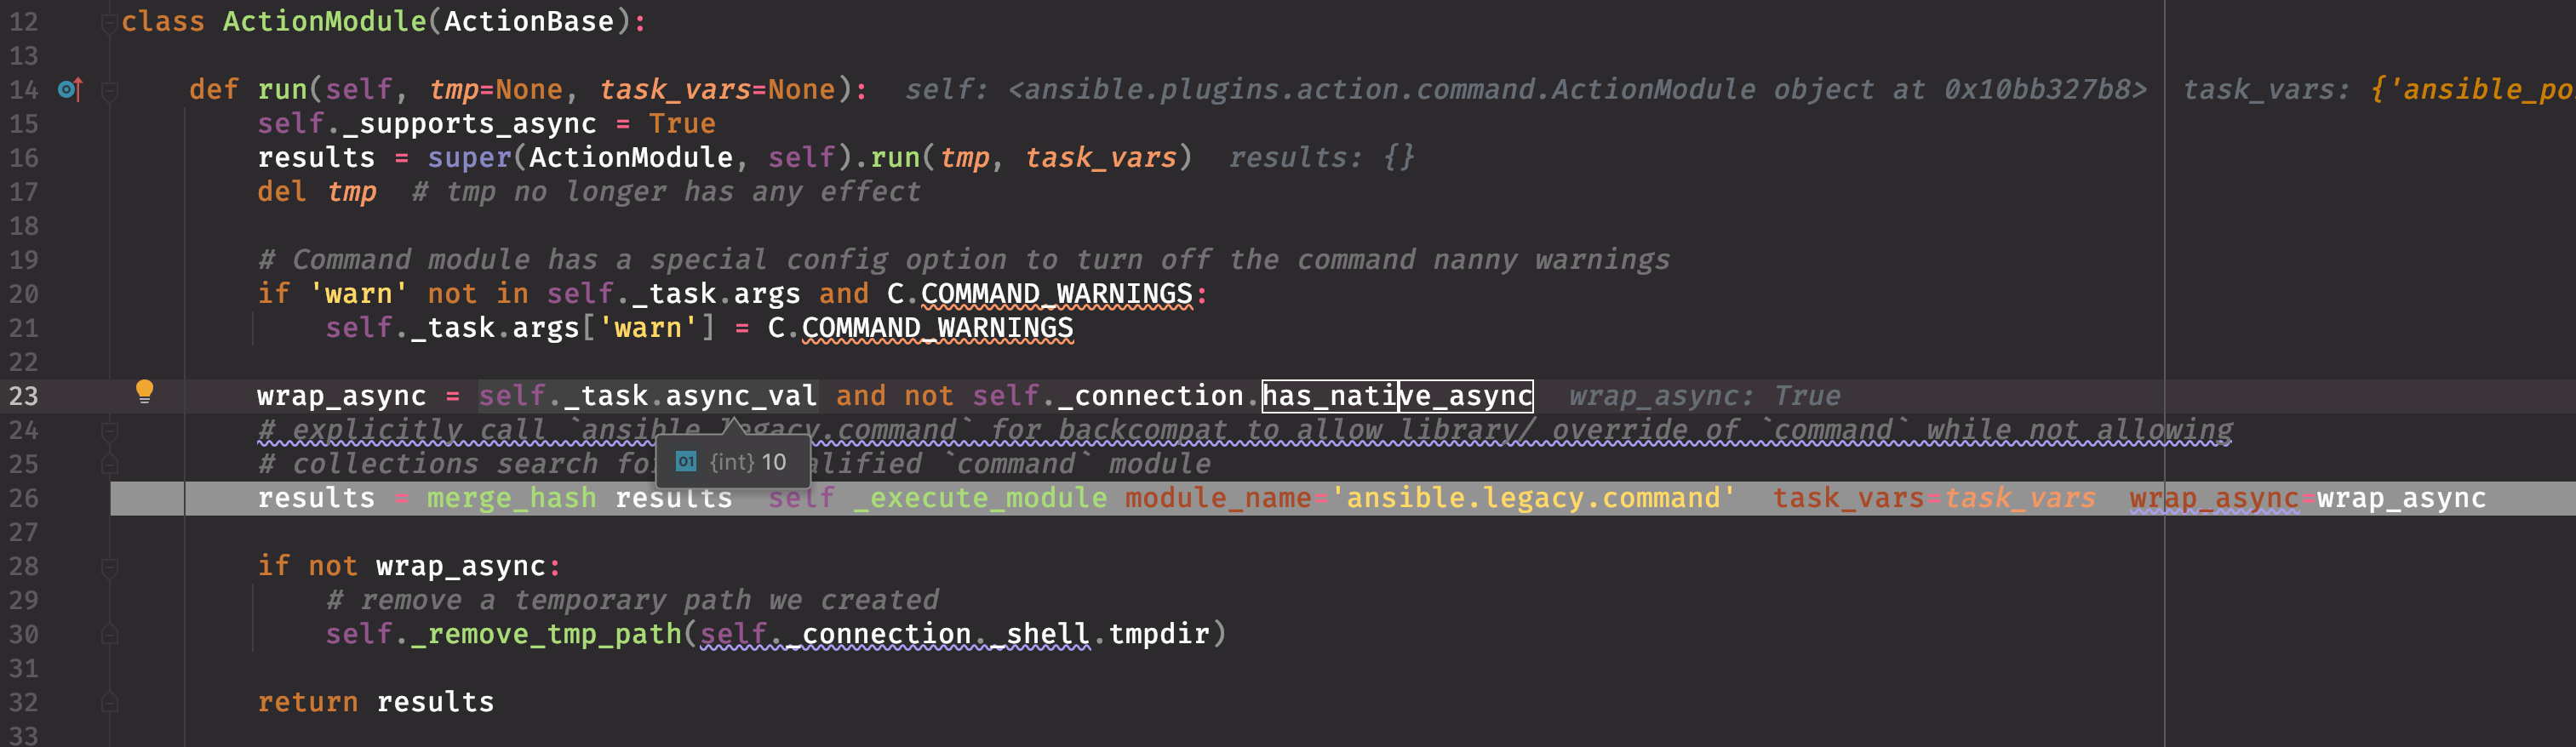 12 class ActionModule(ActionBase):
13
14 def run(self, tmp=None, task_vars=None): self: <ansible.plugins.action.command.ActionModule object at 0x10bb327b8> task_vars: {'ansible_po
15 self._supports_async = True
16 results = super(ActionModule, self).run(tmp, task_vars) results: {}
17 del tmp # tmp no longer has any effect
18
19 # Command module has a special config option to turn off the command nanny warnings
20 if 'warn' not in self._task.args and C.COMMAND_WARNINGS:
21 self._task.args['warn'] = C.COMMAND_WARNINGS
22
23 wrap_async = self._task.async_val and not self._connection.has_native_async wrap_async: True
24 # explicitly call `ansible.legacy.command` for backcompat to allow library/ override of `command` while not allowing
25 # collections search fo alified `command` module
01 {int} 10
26 results = merge_hash results self _execute_module module_name='ansible.legacy.command' task_vars=task_vars wrap_async=wrap_async
27
28 if not wrap_async:
29 # remove a temporary path we created
30 self._remove_tmp_path(self._connection._shell.tmpdir)
31
32 return results
33